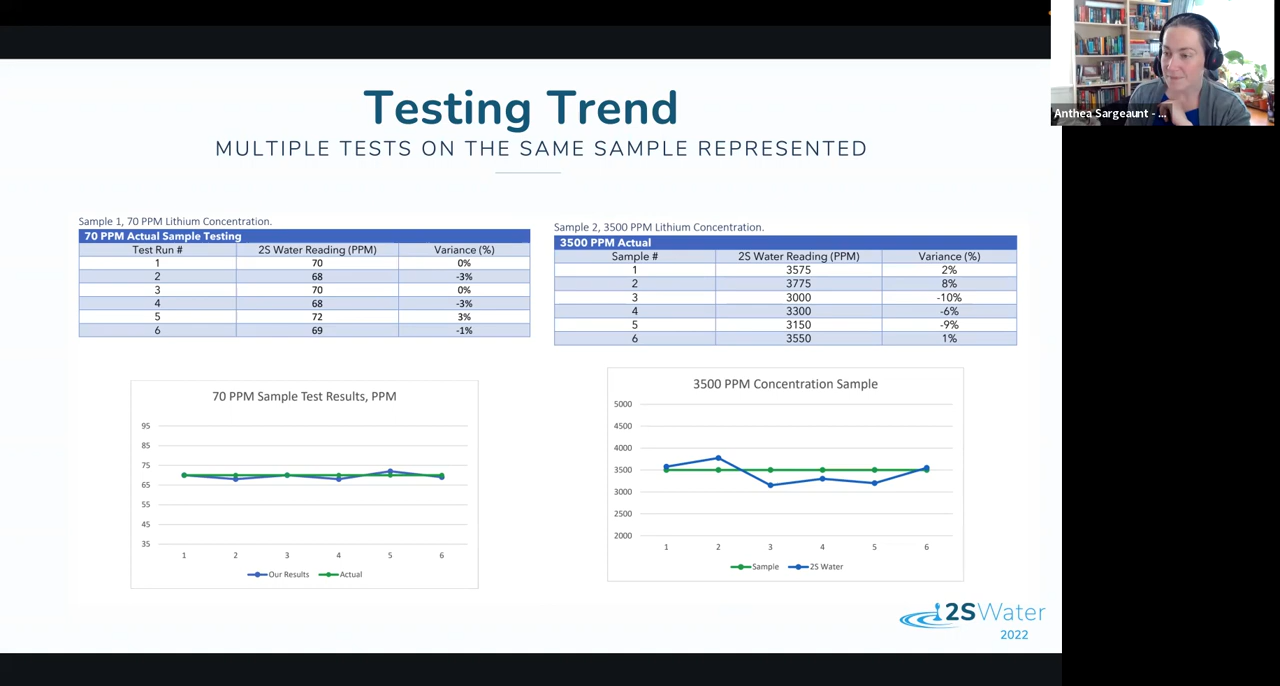 Anthea Sargeaunt - ...
Testing Trend
MULTIPLE TESTS ON THE SAME SAMPLE REPRESENTED
Sample 1, 70 PPM Lithium Concentration.
70 PPM Actual Sample Testing
Test Run # 2S Water Reading (PPM) Variance (%)
1 70 0%
2 68 -3%
3 70 0%
4 68 -3%
5 72 3%
6 69 -1%
Sample 2, 3500 PPM Lithium Concentration.
3500 PPM Actual
Sample # 2S Water Reading (PPM) Variance (%)
1 3575 2%
2 3775 8%
3 3000 -10%
4 3300 -6%
5 3150 -9%
6 3550 1%
70 PPM Sample Test Results, PPM
95
85
75
65
55
45
35
1 2 3 4 5 6
Our Results Actual
3500 PPM Concentration Sample
5000
4500
4000
3500
3000
2500
2000
1 2 3 4 5 6
Sample 2S Water
2SWater
2022